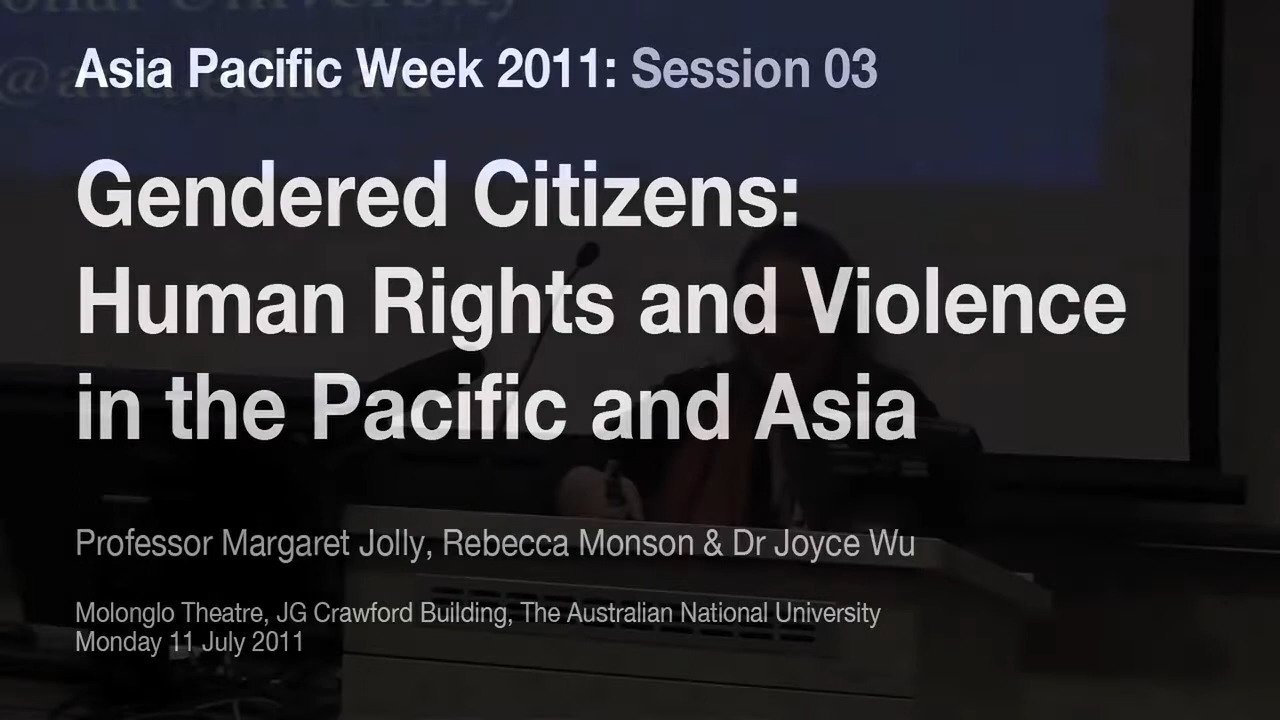 Asia Pacific Week 2011: Session 03
Gendered Citizens:
Human Rights and Violence
in the Pacific and Asia
Professor Margaret Jolly, Rebecca Monson & Dr Joyce Wu
Molonglo Theatre, JG Crawford Building, The Australian National University
Monday 11 July 2011